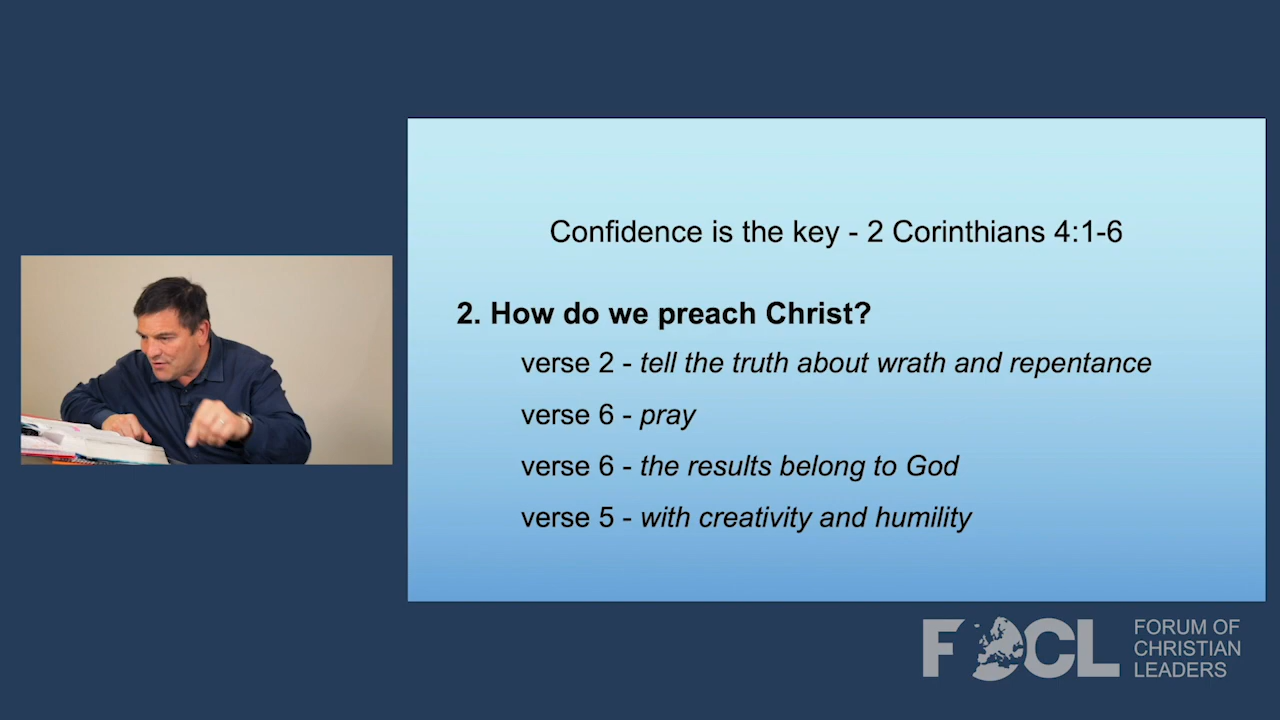 Confidence is the key - 2 Corinthians 4:1-6
2. How do we preach Christ?
verse 2 - tell the truth about wrath and repentance
verse 6 - pray
verse 6 - the results belong to God
verse 5 - with creativity and humility
FOCL
FORUM OF
CHRISTIAN
LEADERS